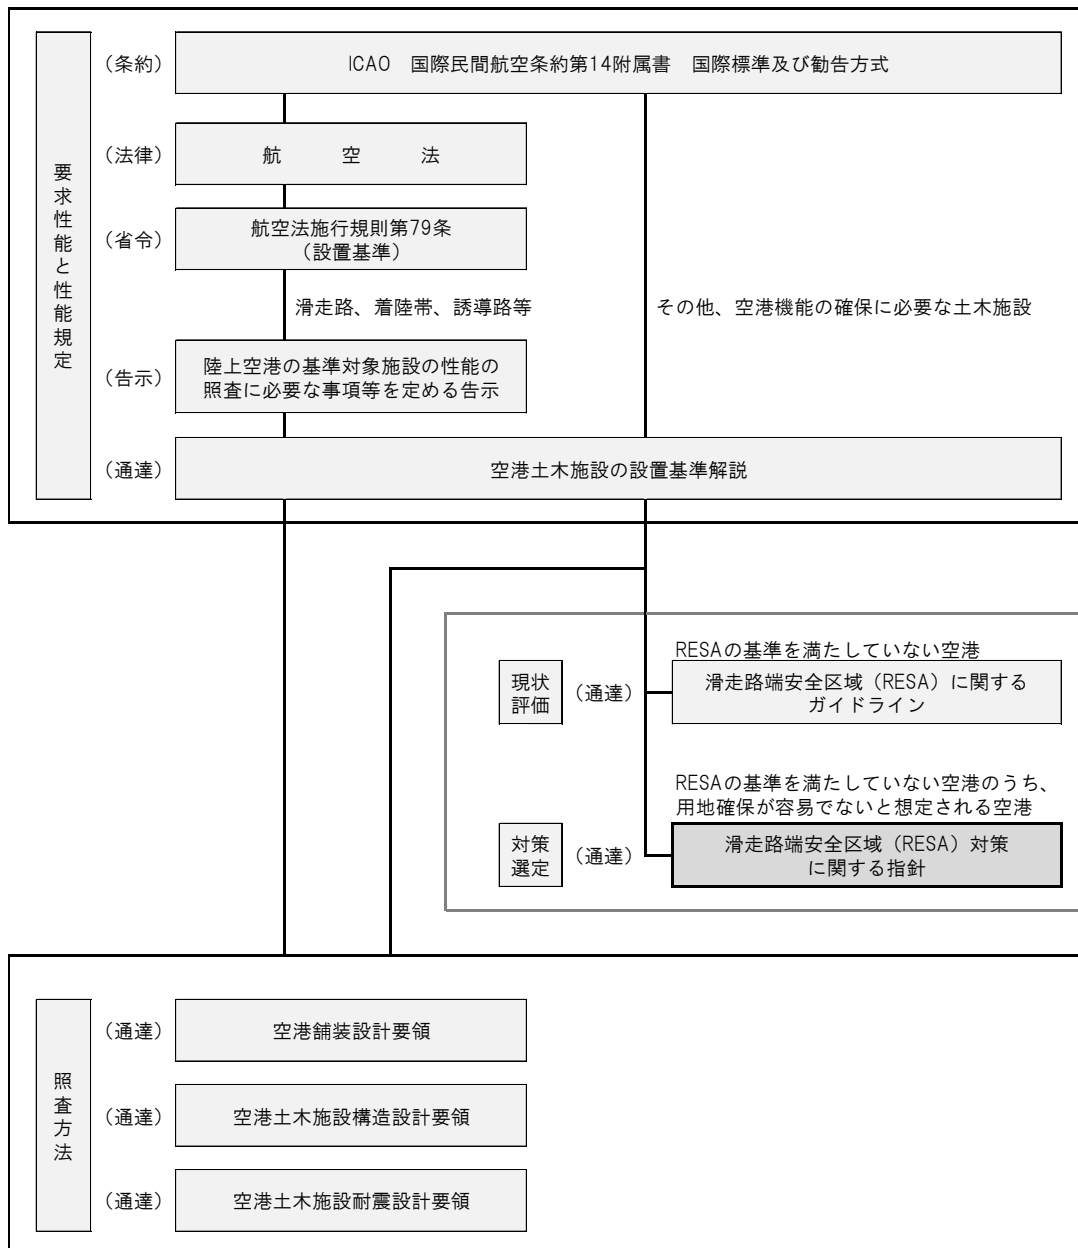 要求性能と性能規定
（条約）
ICAO　国際民間航空条約第14附属書　国際標準及び勧告方式
（法律）
航　空　法
（省令）
航空法施行規則第79条
（設置基準）
滑走路、着陸帯、誘導路等
その他、空港機能の確保に必要な土木施設
（告示）
陸上空港の基準対象施設の性能の
照査に必要な事項等を定める告示
（通達）
空港土木施設の設置基準解説
RESAの基準を満たしていない空港
現状
評価
（通達）
滑走路端安全区域（RESA）に関する
ガイドライン
RESAの基準を満たしていない空港のうち、
用地確保が容易でないと想定される空港
対策
選定
（通達）
滑走路端安全区域（RESA）対策
に関する指針
照査方法
（通達）
空港舗装設計要領
（通達）
空港土木施設構造設計要領
（通達）
空港土木施設耐震設計要領